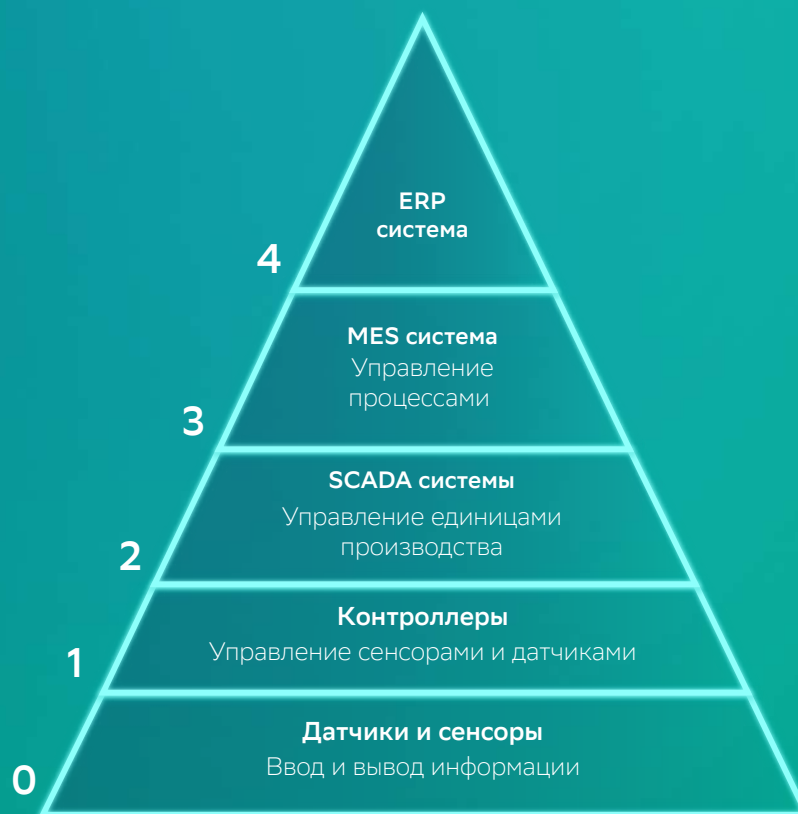 ERP
система
4
MES система
Управление
процессами
3
SCADA системы
Управление единицами
производства
2
Контроллеры
Управление сенсорами и датчиками
1
Датчики и сенсоры
Ввод и вывод информации
0